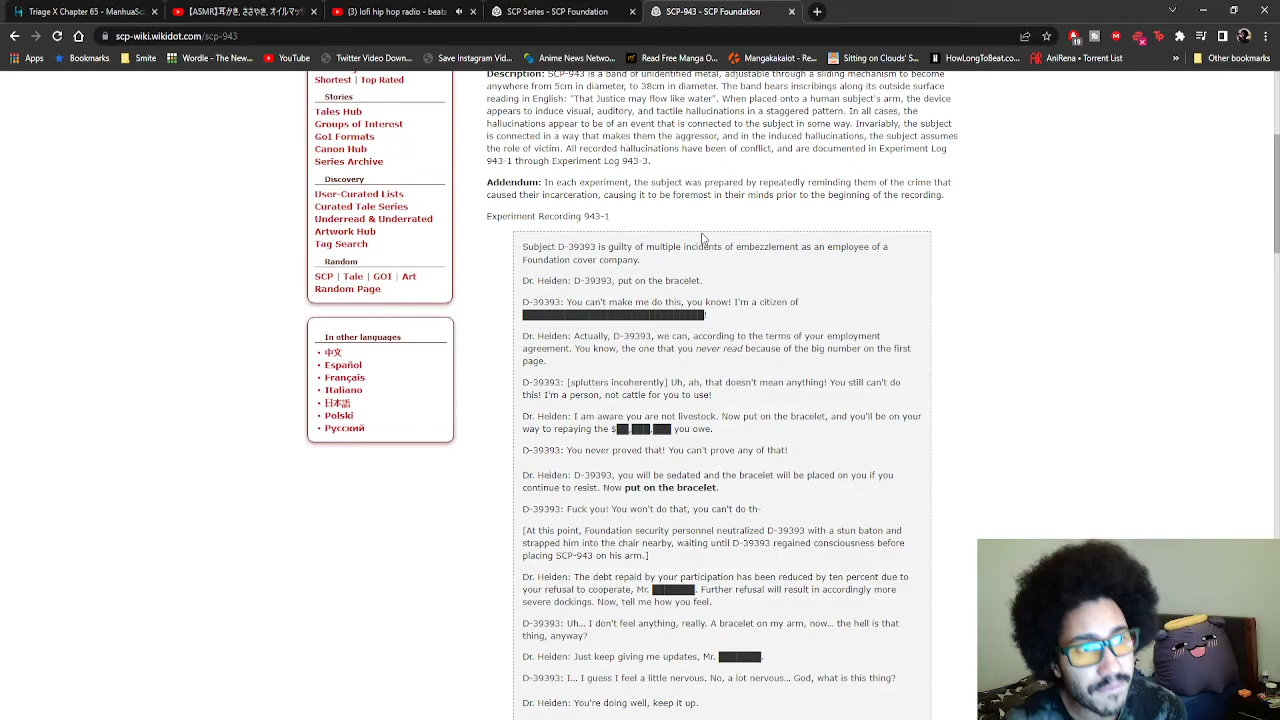 Triage X Chapter 65 - ManhuaSc
【ASMR】耳かき、ささやき、オイルマッサ
(3) lofi hip hop radio - beats
SCP Series - SCP Foundation
SCP-943 - SCP Foundation
scp-wiki.wikidot.com/scp-943
19
Apps
Bookmarks
Smite
Wordle - The New...
YouTube
Twitter Video Down...
Save Instagram Vid...
Anime News Netwo...
Read Free Manga O...
Mangakakalot - Re...
Sitting on Clouds' S...
HowLongToBeat.co...
AniRena / The Worl...
Other bookmarks
Shortest | Top Rated
Stories
Tales Hub
Groups of Interest
GoI Formats
Canon Hub
Series Archive
Discovery
User-Curated Lists
Curated Tale Series
Underread & Underrated
Artwork Hub
Tag Search
Random
SCP | Tale | GOI | Art
Random Page
In other languages
中文
Español
Français
Italiano
日本語
Polski
Русский
Description: SCP-943 is a band of unidentified metal, adjustable through a sliding mechanism to become
anywhere from 5cm in diameter, to 38cm in diameter. The band bears inscribings along its outside surface
reading in English: "That Justice may flow like water". When placed onto a human subject's arm, the device
appears to induce visual, auditory, and tactile hallucinations in a staggered pattern. In all cases, the
hallucinations appear to be of an event that is connected to the subject in some way. Invariably, the subject
is connected in a way that makes them the aggressor, and in the induced hallucinations, the subject assumes
the role of victim. All recorded hallucinations have been of conflict, and are documented in Experiment Log
943-1 through Experiment Log 943-3.
Addendum: In each experiment, the subject was prepared by repeatedly reminding them of the crime that
caused their incarceration, causing it to be foremost in their minds prior to the beginning of the recording.
Experiment Recording 943-1
Subject D-39393 is guilty of multiple incidents of embezzlement as an employee of a
Foundation cover company.
Dr. Heiden: D-39393, put on the bracelet.
D-39393: You can't make me do this, you know! I'm a citizen of
!
Dr. Heiden: Actually, D-39393, we can, according to the terms of your employment
agreement. You know, the one that you never read because of the big number on the first
page.
D-39393: [splutters incoherently] Uh, ah, that doesn't mean anything! You still can't do
this! I'm a person, not cattle for you to use!
Dr. Heiden: I am aware you are not livestock. Now put on the bracelet, and you'll be on your
way to repaying the $██,███,███ you owe.
D-39393: You never proved that! You can't prove any of that!
Dr. Heiden: D-39393, you will be sedated and the bracelet will be placed on you if you
continue to resist. Now put on the bracelet.
D-39393: Fuck you! You won't do that, you can't do th-
[At this point, Foundation security personnel neutralized D-39393 with a stun baton and
strapped him into the chair nearby, waiting until D-39393 regained consciousness before
placing SCP-943 on his arm.]
Dr. Heiden: The debt repaid by your participation has been reduced by ten percent due to
your refusal to cooperate, Mr. ███████. Further refusal will result in accordingly more
severe dockings. Now, tell me how you feel.
D-39393: Uh... I don't feel anything, really. A bracelet on my arm, now... the hell is that
thing, anyway?
Dr. Heiden: Just keep giving me updates, Mr. ███████.
D-39393: I... I guess I feel a little nervous. No, a lot nervous... God, what is this thing?
Dr. Heiden: You're doing well, keep it up.